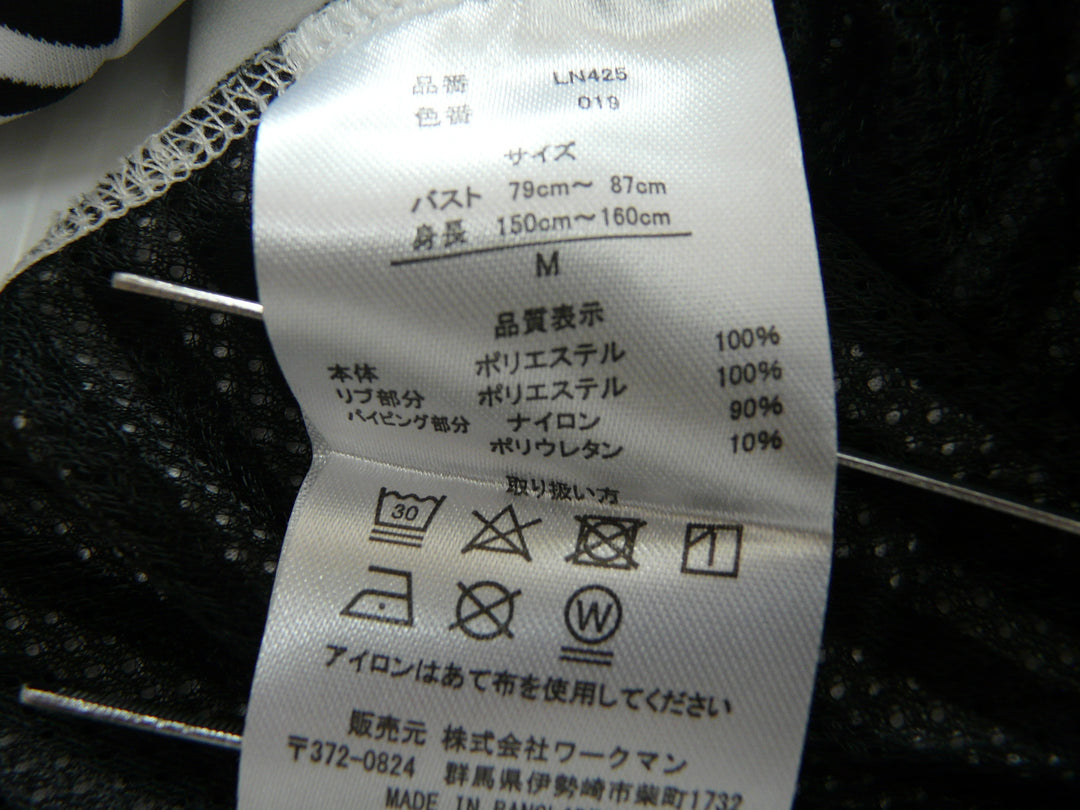 品番 LN425
色番 019
サイズ
バスト 79cm～ 87cm
身長 150cm～160cm
M
品質表示
本体 ポリエステル 100%
リブ部分 ポリエステル 100%
パイピング部分 ナイロン 90%
ポリウレタン 10%
取り扱い方
30
W
アイロンはあて布を使用してください
販売元 株式会社ワークマン
〒372-0824 群馬県伊勢崎市柴町1732
MADE IN